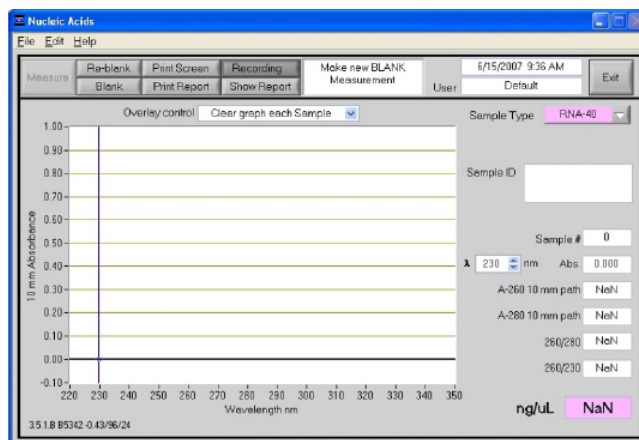 Nucleic Acids
File Edit Help
Measure Re-blank Print Screen Recording Make new BLANK Measurement 6/15/2007 9:36 AM Exit
Blank Print Report Show Report User Default
Overlay control Clear graph each Sample Sample Type RNA-40
Sample ID
Sample # 0
λ 230 nm Abs. 0.000
A-260 10 mm path NaN
A-280 10 mm path NaN
260/280 NaN
260/230 NaN
ng/uL NaN
10 mm Absorbance
1.00
0.90
0.80
0.70
0.60
0.50
0.40
0.30
0.20
0.10
0.00
-0.10
220 230 240 250 260 270 280 290 300 310 320 330 340 350
Wavelength nm
3.5.1.B B5342 -0.43/96/24